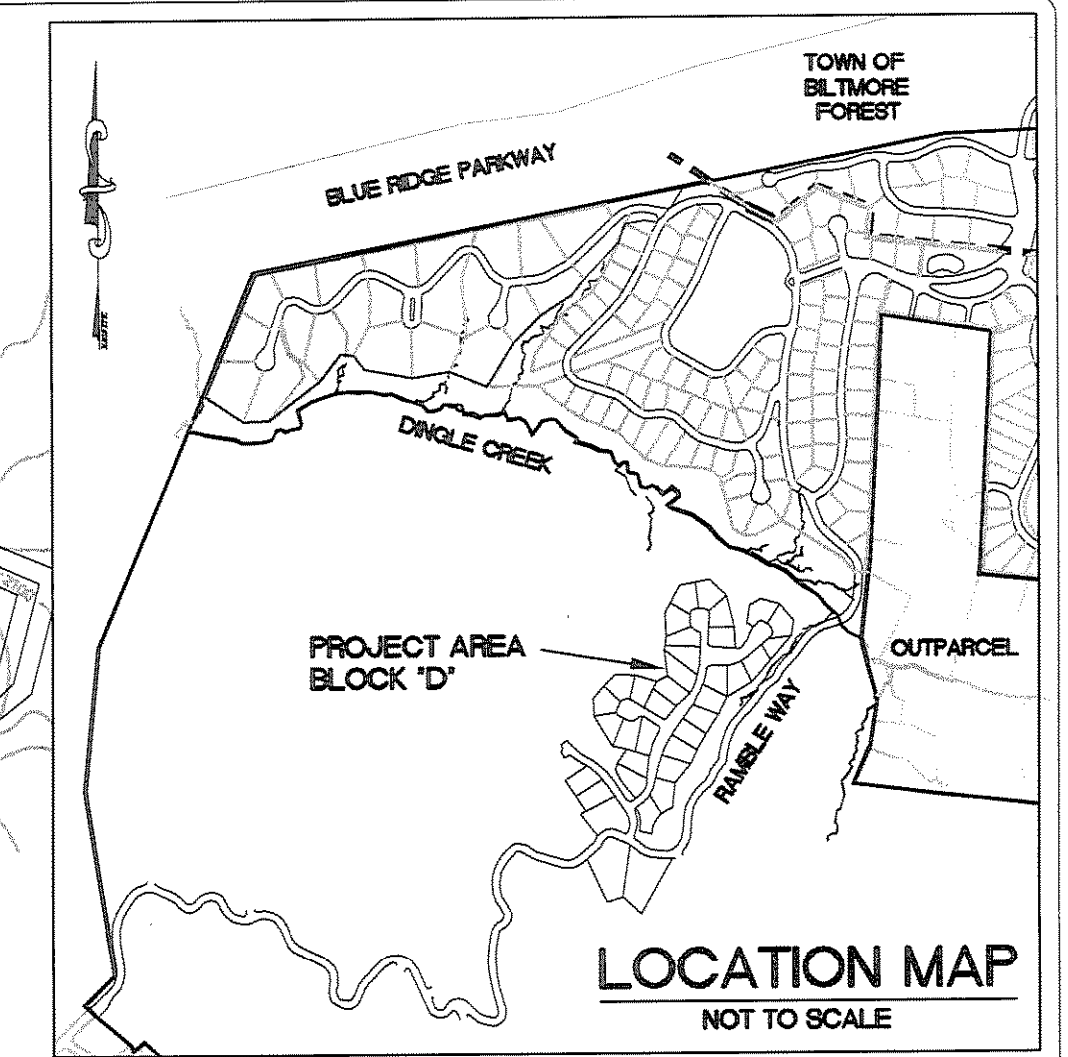 TOWN OF
BILTMORE
FOREST
BLUE RIDGE PARKWAY
DINGLE CREEK
PROJECT AREA
BLOCK "D"
OUTPARCEL
RAMBLE WAY
LOCATION MAP
NOT TO SCALE